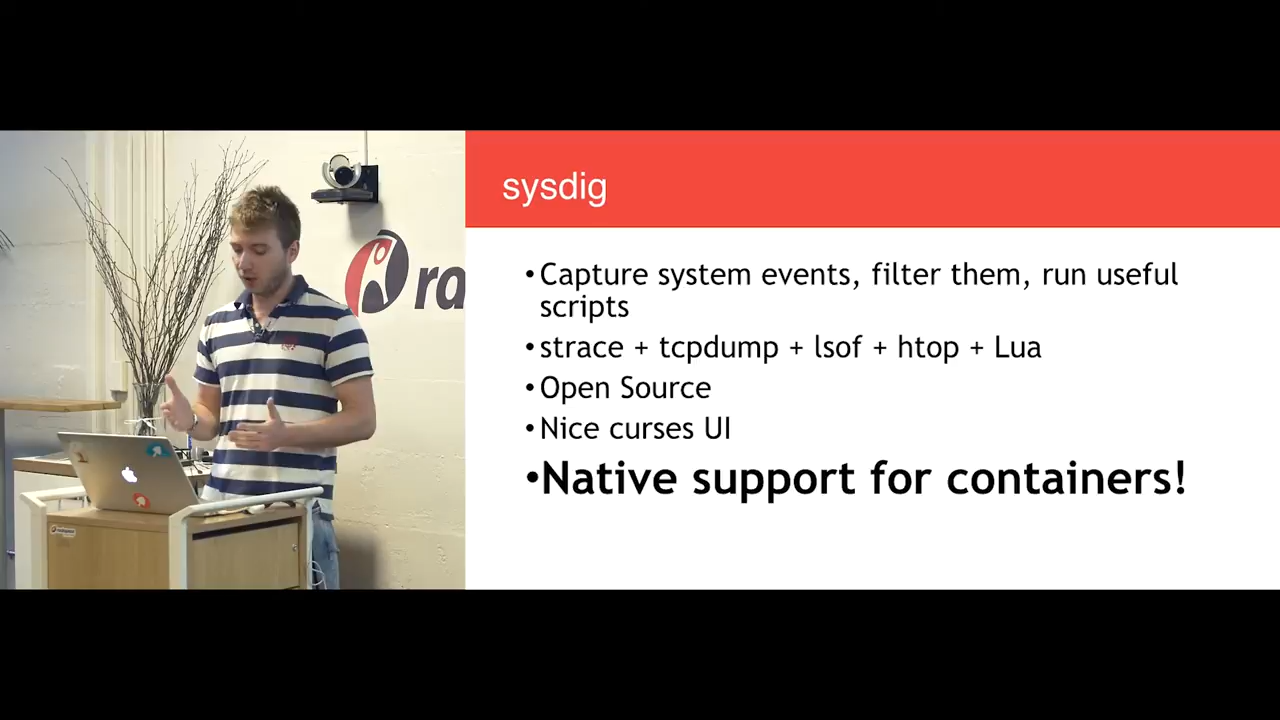 sysdig
•Capture system events, filter them, run useful
scripts
•strace + tcpdump + lsof + htop + Lua
•Open Source
•Nice curses UI
•Native support for containers!
ra